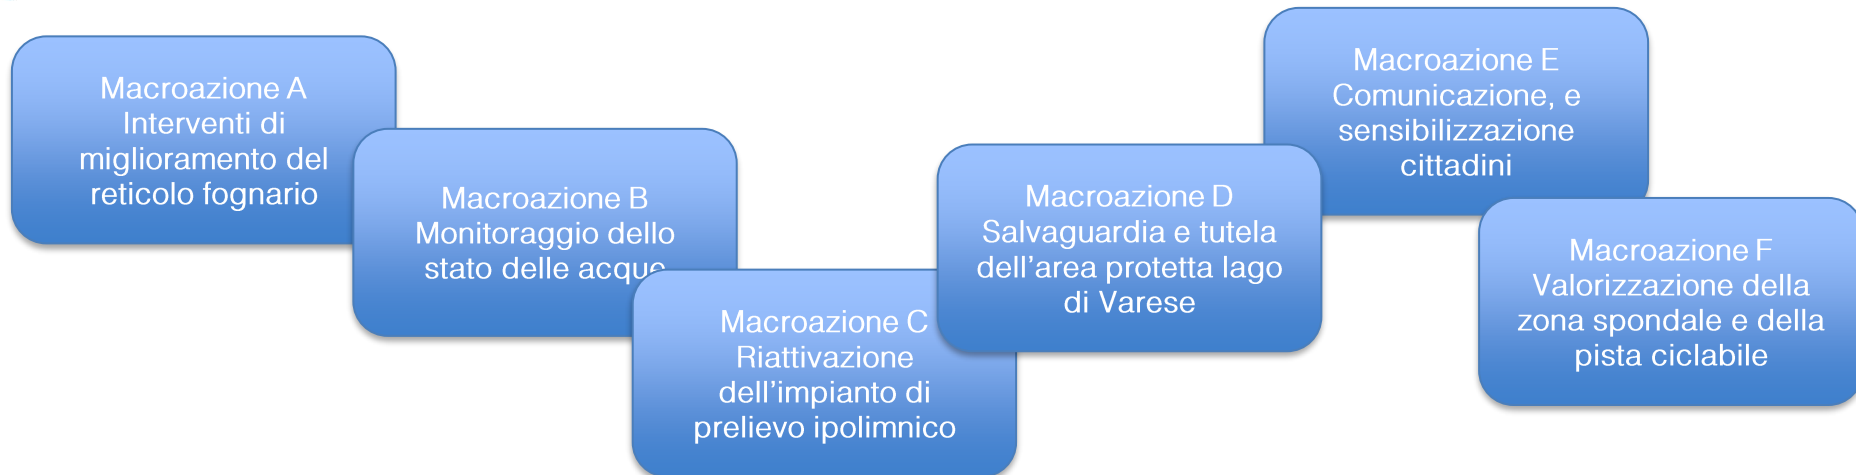 Macroazione A
Interventi di
miglioramento del
reticolo fognario
Macroazione B
Monitoraggio dello
stato delle acque
Macroazione C
Riattivazione
dell'impianto di
prelievo ipolimnico
Macroazione D
Salvaguardia e tutela
dell'area protetta lago
di Varese
Macroazione E
Comunicazione, e
sensibilizzazione
cittadini
Macroazione F
Valorizzazione della
zona spondale e della
pista ciclabile